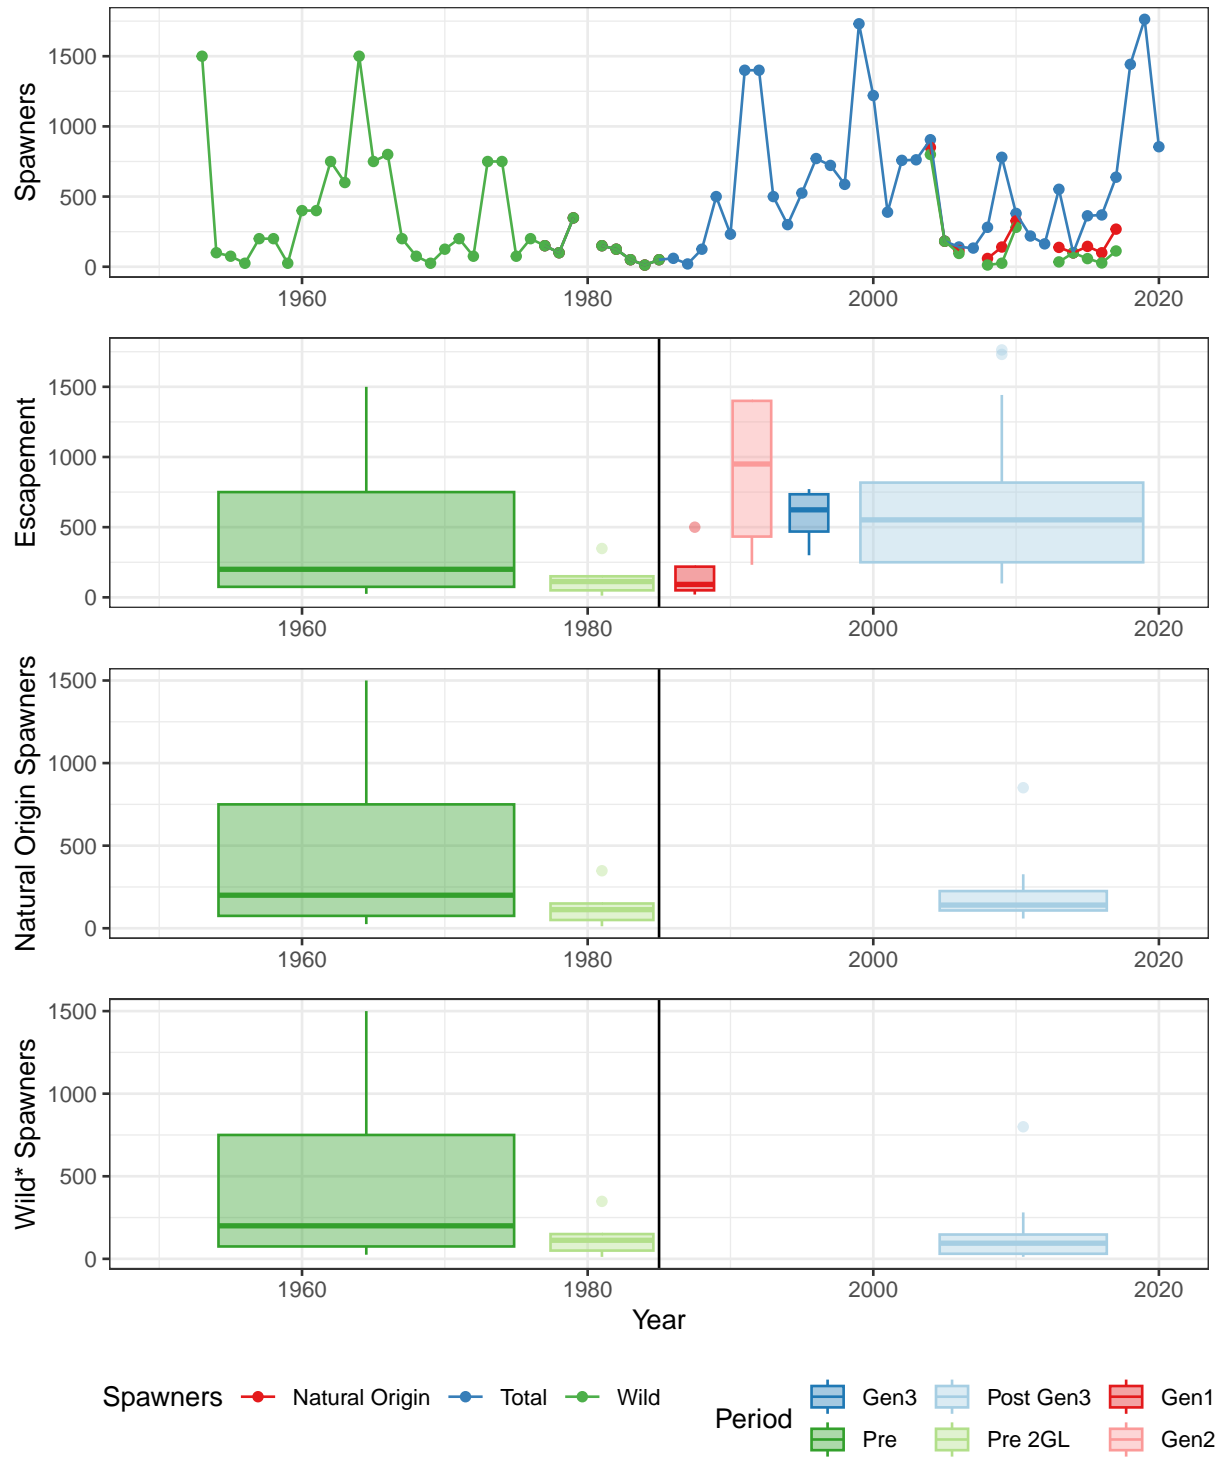 Spawners
1500
1000
500
0
1960
1980
2000
2020
Escapement
1500
1000
500
0
1960
1980
2000
2020
Natural Origin Spawners
1500
1000
500
0
1960
1980
2000
2020
Wild* Spawners
1500
1000
500
0
1960
1980
2000
2020
Year
Spawners
Natural Origin
Total
Wild
Period
Gen3
Post Gen3
Gen1
Pre
Pre 2GL
Gen2